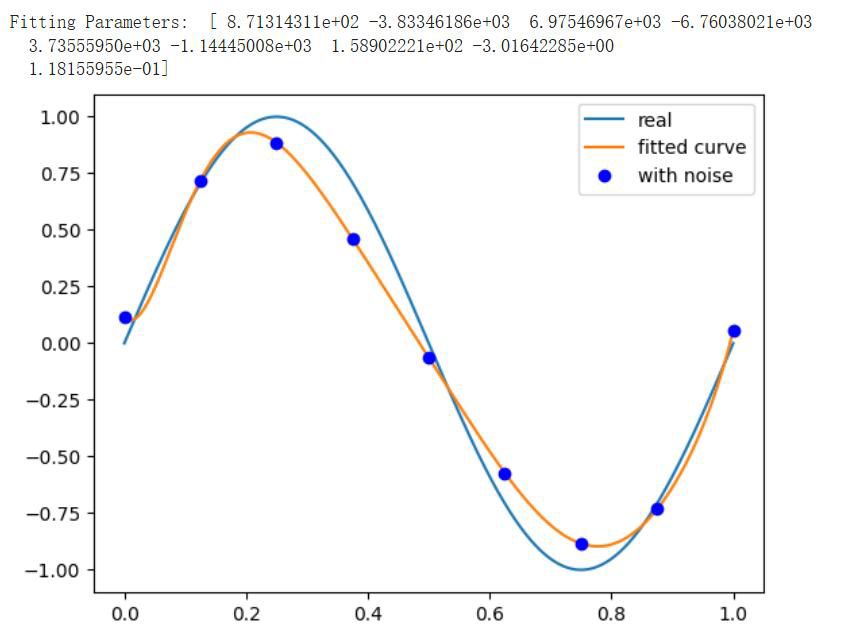 Fitting Parameters: [ 8.71314311e+02 -3.83346186e+03 6.97546967e+03 -6.76038021e+03
3.73555950e+03 -1.14445008e+03 1.58902221e+02 -3.01642285e+00
1.18155955e-01]
1.00
real
fitted curve
with noise
0.75
0.50
0.25
0.00
−0.25
−0.50
−0.75
−1.00
0.0 0.2 0.4 0.6 0.8 1.0